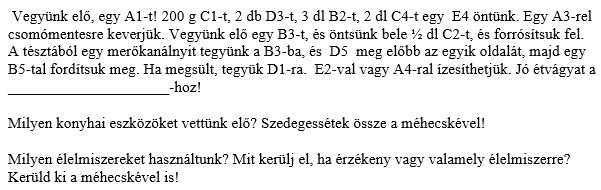 Vegyünk elő, egy A1-t! 200 g C1-t, 2 db D3-t, 3 dl B2-t, 2 dl C4-t egy  E4 öntünk. Egy A3-rel
csomómentesre keverjük. Vegyünk elő egy B3-t, és öntsünk bele ½ dl C2-t, és forrósítsuk fel.
A tésztából egy merőkanálnyit tegyünk a B3-ba, és  D5  meg előbb az egyik oldalát, majd egy
B5-tal fordítsuk meg. Ha megsült, tegyük D1-ra.  E2-val vagy A4-ral ízesíthetjük. Jó étvágyat a
_____________________-hoz!
Milyen konyhai eszközöket vettünk elő? Szedegessétek össze a méhecskével!
Milyen élelmiszereket használtunk? Mit kerülj el, ha érzékeny vagy valamely élelmiszerre?
Kerüld ki a méhecskével is!